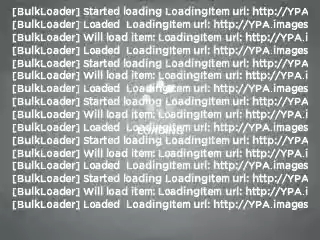 [BulkLoader] Started loading LoadingItem url: http://YPA
[BulkLoader] Loaded  LoadingItem url: http://YPA.images
[BulkLoader] Will load item: LoadingItem url: http://YPA.i
[BulkLoader] Loaded  LoadingItem url: http://YPA.images
[BulkLoader] Started loading LoadingItem url: http://YPA
[BulkLoader] Will load item: LoadingItem url: http://YPA.i
[BulkLoader] Loaded  LoadingItem url: http://YPA.images
[BulkLoader] Started loading LoadingItem url: http://YPA
[BulkLoader] Will load item: LoadingItem url: http://YPA.i
[BulkLoader] Loaded  LoadingItem url: http://YPA.images
LOADING
[BulkLoader] Started loading LoadingItem url: http://YPA
[BulkLoader] Will load item: LoadingItem url: http://YPA.i
[BulkLoader] Loaded  LoadingItem url: http://YPA.images
[BulkLoader] Started loading LoadingItem url: http://YPA
[BulkLoader] Will load item: LoadingItem url: http://YPA.i
[BulkLoader] Loaded  LoadingItem url: http://YPA.images